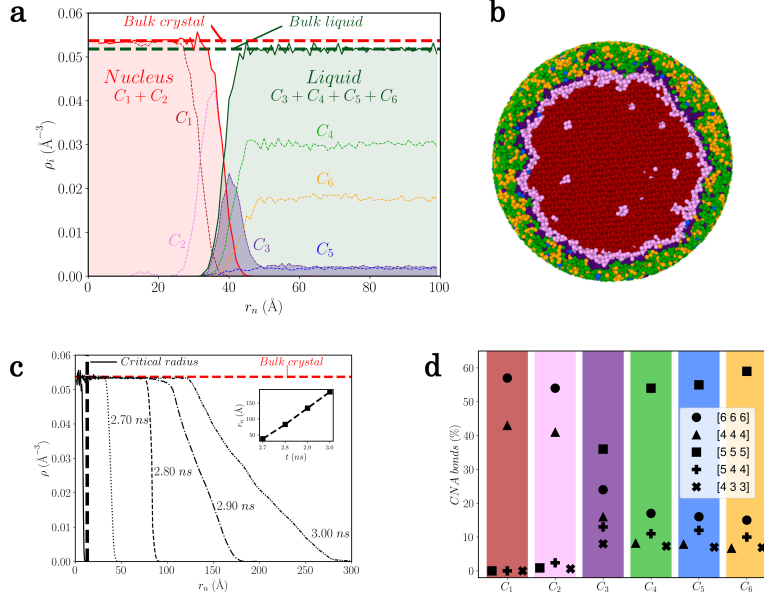 a
Bulk crystal
Bulk liquid
Nucleus
C₁ + C₂
Liquid
C₃ + C₄ + C₅ + C₆
C₁
C₂
C₃
C₄
C₆
C₅
0.06
0.05
0.04
0.03
0.02
0.01
0.00
ρᵢ (Å⁻³)
0 20 40 60 80 100
rₙ (Å)
b
c
Critical radius
Bulk crystal
0.06
0.05
0.04
0.03
0.02
0.01
0.00
ρ (Å⁻³)
2.70 ns
2.80 ns
2.90 ns
3.00 ns
rₙ (Å)
150
100
50
2.7 2.8 2.9 3.0
t (ns)
0 50 100 150 200 250 300
rₙ (Å)
d
60
50
40
30
20
10
0
CNA bonds (%)
[6 6 6]
[4 4 4]
[5 5 5]
[5 4 4]
[4 3 3]
C₁ C₂ C₃ C₄ C₅ C₆